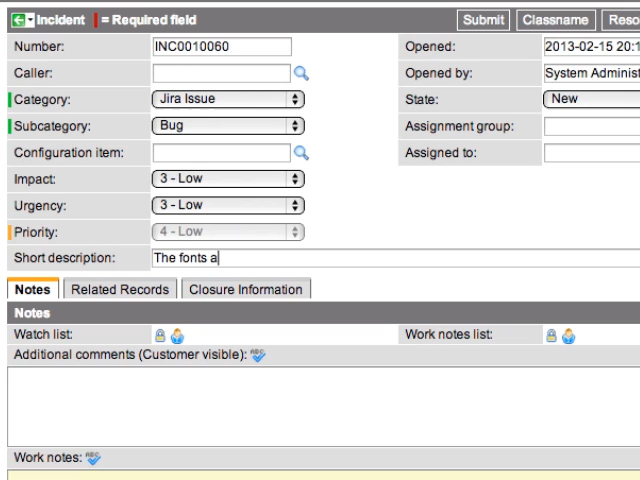 Incident = Required field Submit Classname Reso
Number: INC0010060 Opened: 2013-02-15 20:1
Caller: Opened by: System Administ
Category: Jira Issue State: New
Subcategory: Bug Assignment group:
Configuration item: Assigned to:
Impact: 3 - Low
Urgency: 3 - Low
Priority: 4 - Low
Short description: The fonts a
Notes Related Records Closure Information
Notes
Watch list: Work notes list:
Additional comments (Customer visible): ABC
Work notes: ABC